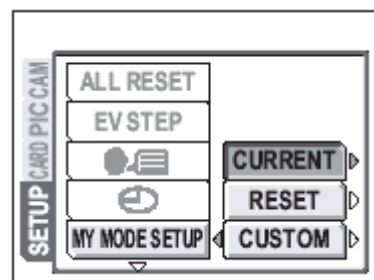 CAM
PIC
CARD
SETUP
ALL RESET
EV STEP
MY MODE SETUP
CURRENT
RESET
CUSTOM